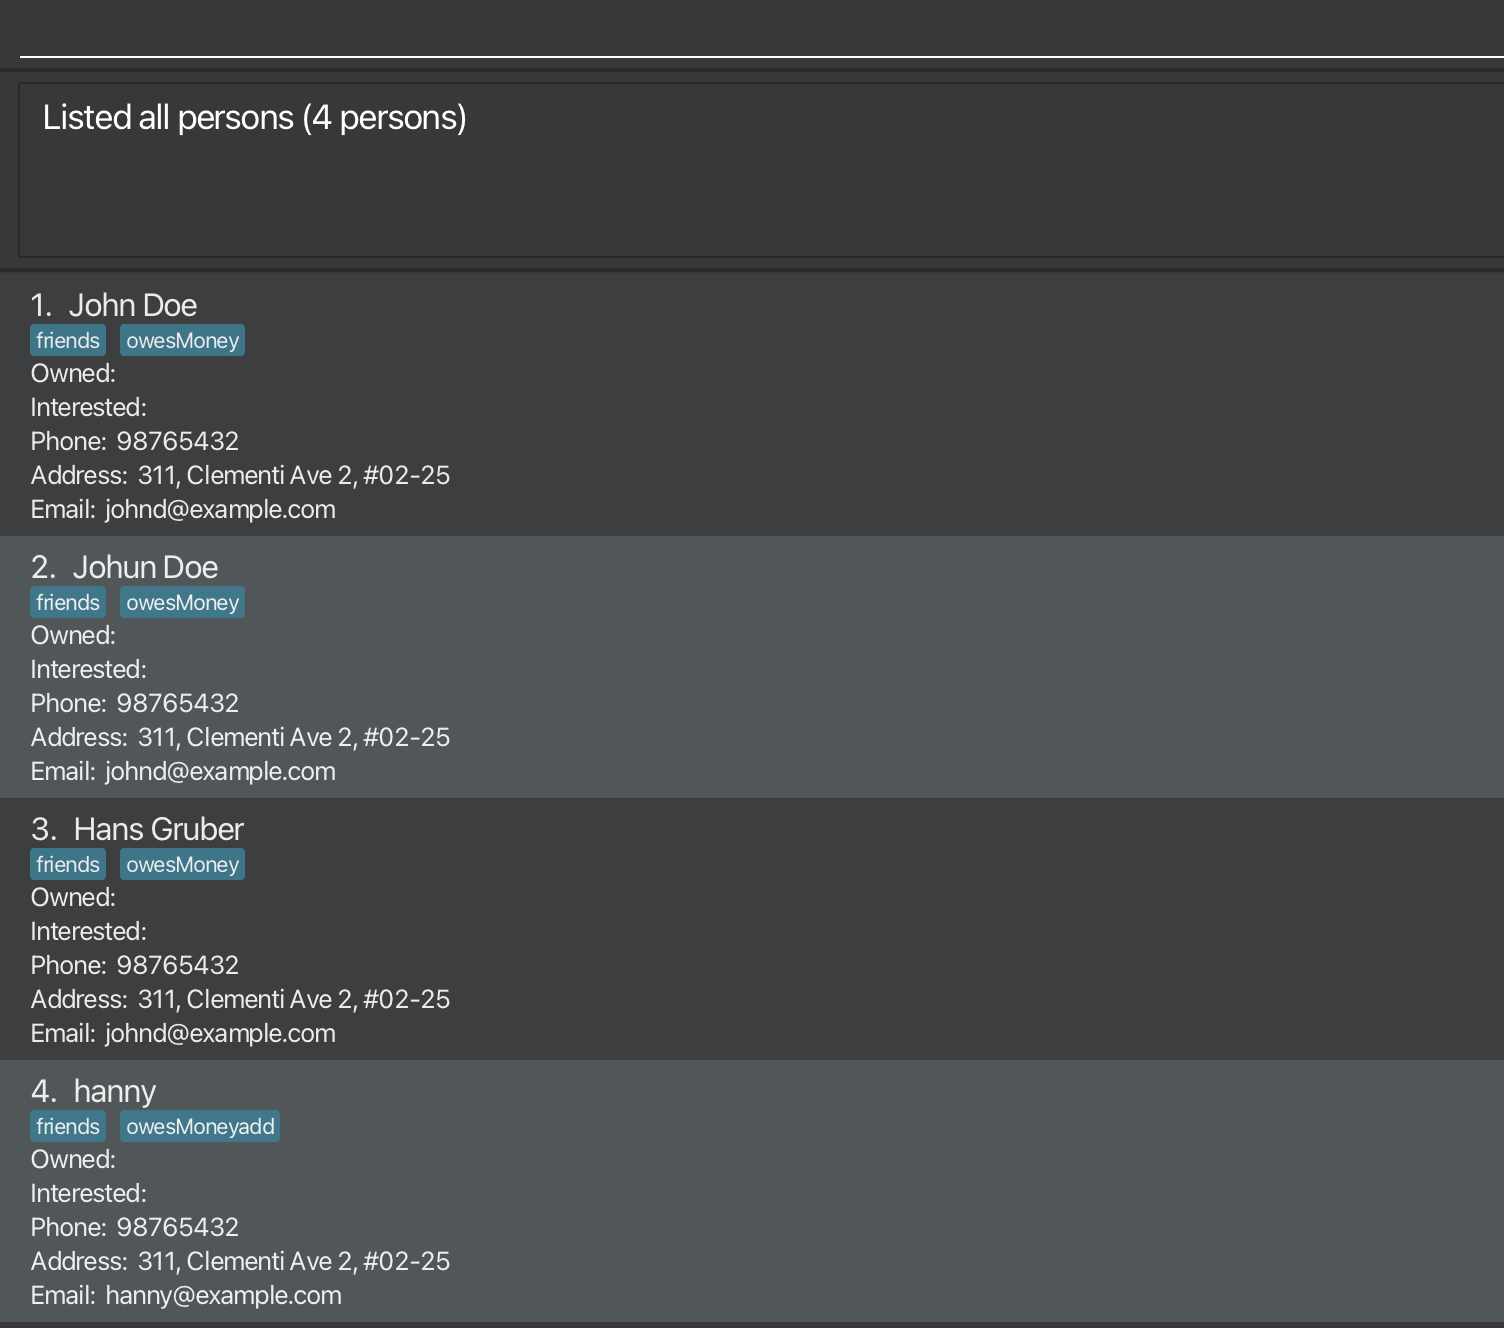 Listed all persons (4 persons)
1. John Doe
friends owesMoney
Owned:
Interested:
Phone: 98765432
Address: 311, Clementi Ave 2, #02-25
Email: johnd@example.com
2. Johun Doe
friends owesMoney
Owned:
Interested:
Phone: 98765432
Address: 311, Clementi Ave 2, #02-25
Email: johnd@example.com
3. Hans Gruber
friends owesMoney
Owned:
Interested:
Phone: 98765432
Address: 311, Clementi Ave 2, #02-25
Email: johnd@example.com
4. hanny
friends owesMoneyadd
Owned:
Interested:
Phone: 98765432
Address: 311, Clementi Ave 2, #02-25
Email: hanny@example.com